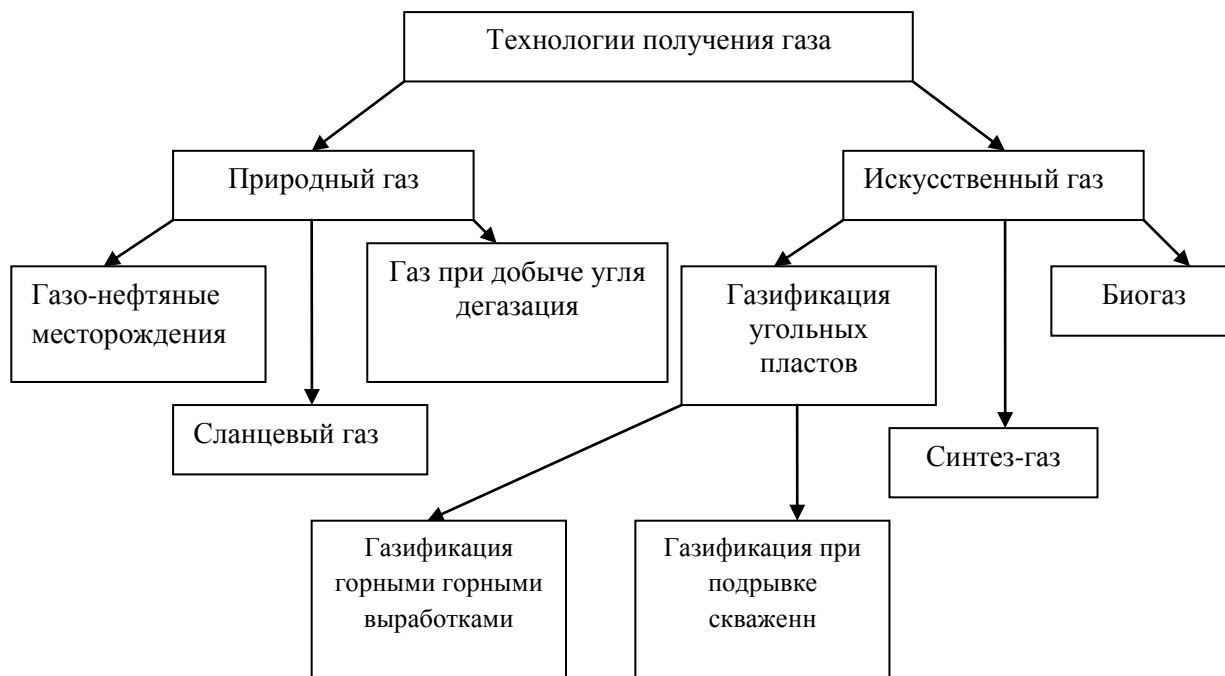 Технологии получения газа
Природный газ
Искусственный газ
Газо-нефтяные
месторождения
Газ при добыче угля
дегазация
Газификация
угольных
пластов
Биогаз
Сланцевый газ
Синтез-газ
Газификация
горными горными
выработками
Газификация при
подрывке
скваженн